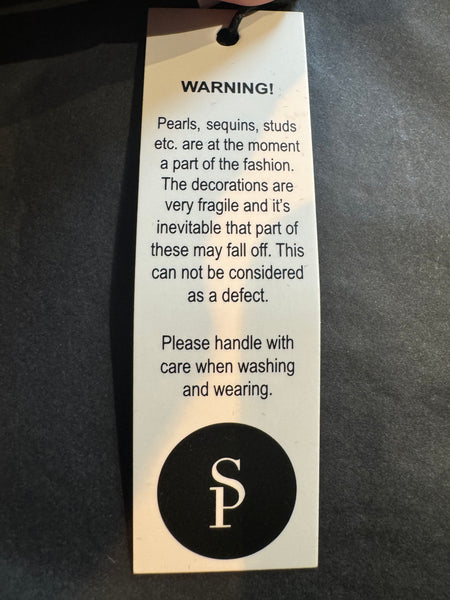 WARNING!
Pearls, sequins, studs
etc. are at the moment
a part of the fashion.
The decorations are
very fragile and it's
inevitable that part of
these may fall off. This
can not be considered
as a defect.
Please handle with
care when washing
and wearing.
SP